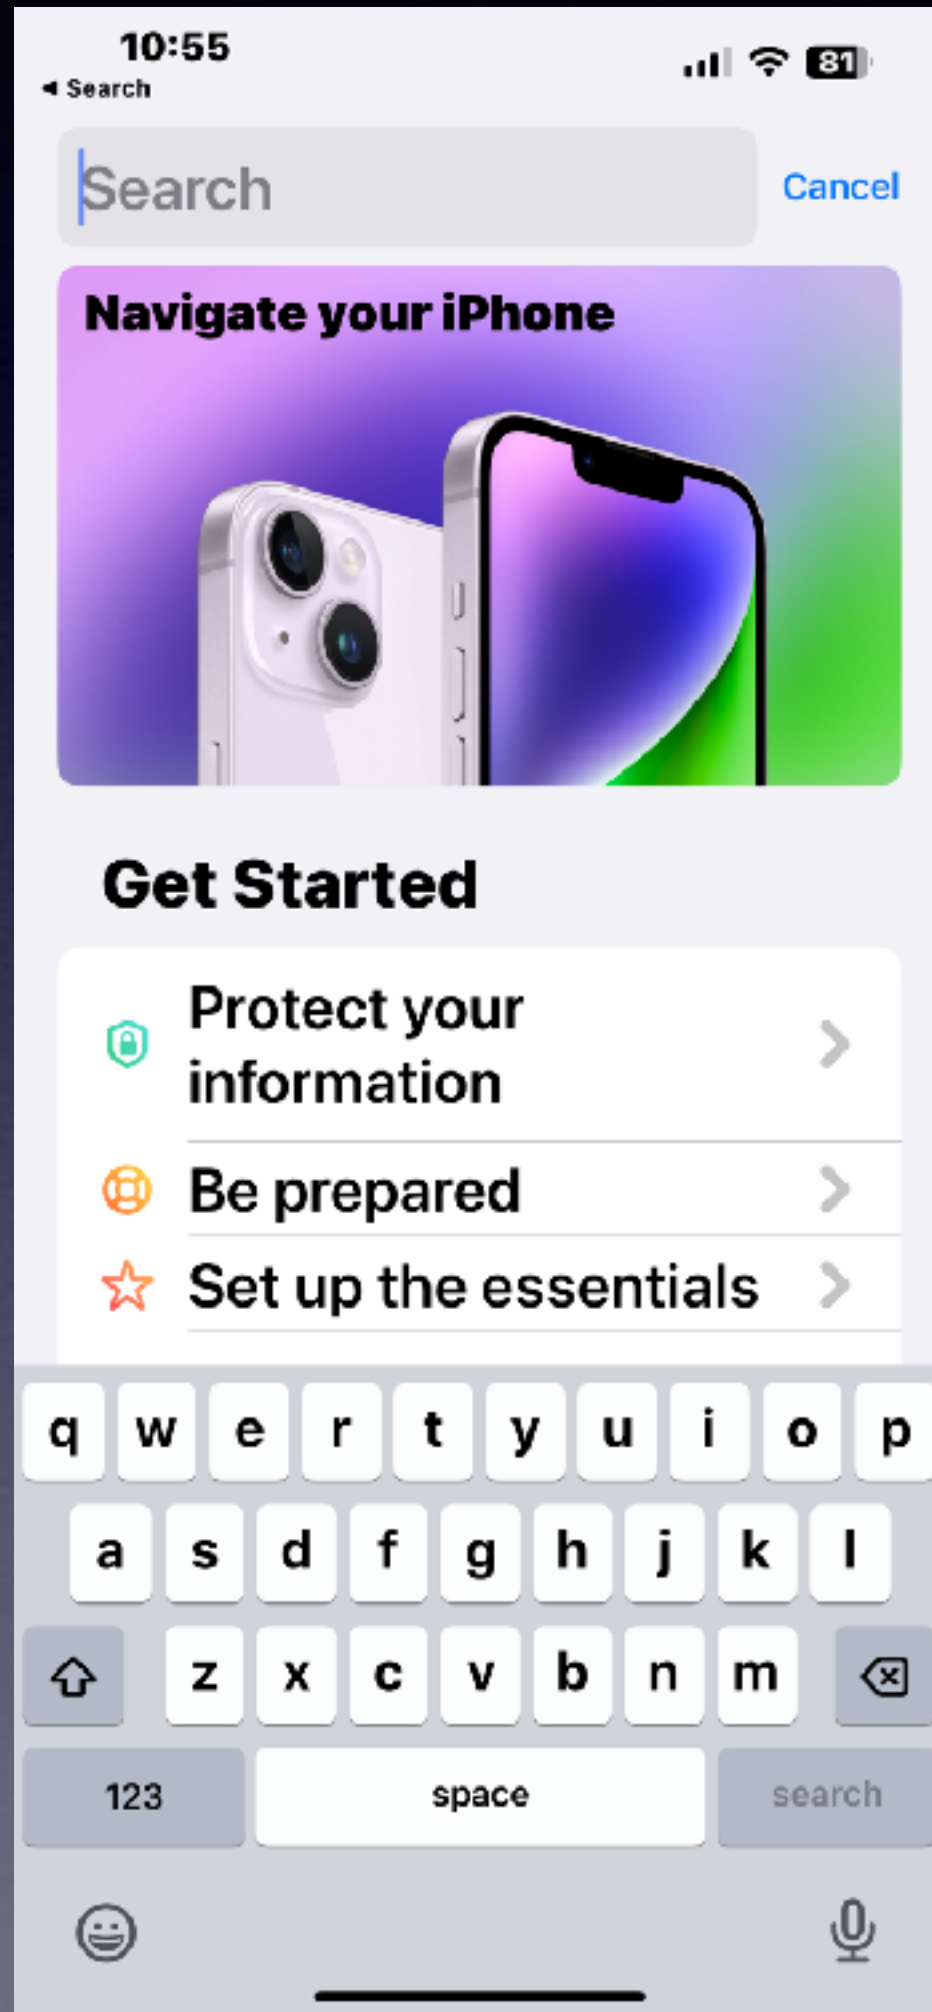 10:55
81
◀ Search
Search
Cancel
Navigate your iPhone
Get Started
Protect your
information
Be prepared
Set up the essentials
q w e r t y u i o p
a s d f g h j k l
z x c v b n m
123 space search